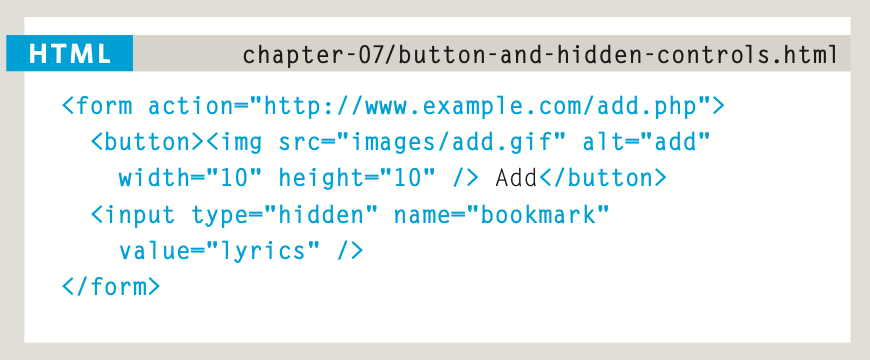 HTML chapter-07/button-and-hidden-controls.html
<form action="http://www.example.com/add.php">
<button><img src="images/add.gif" alt="add"
width="10" height="10" /> Add</button>
<input type="hidden" name="bookmark"
value="lyrics" />
</form>